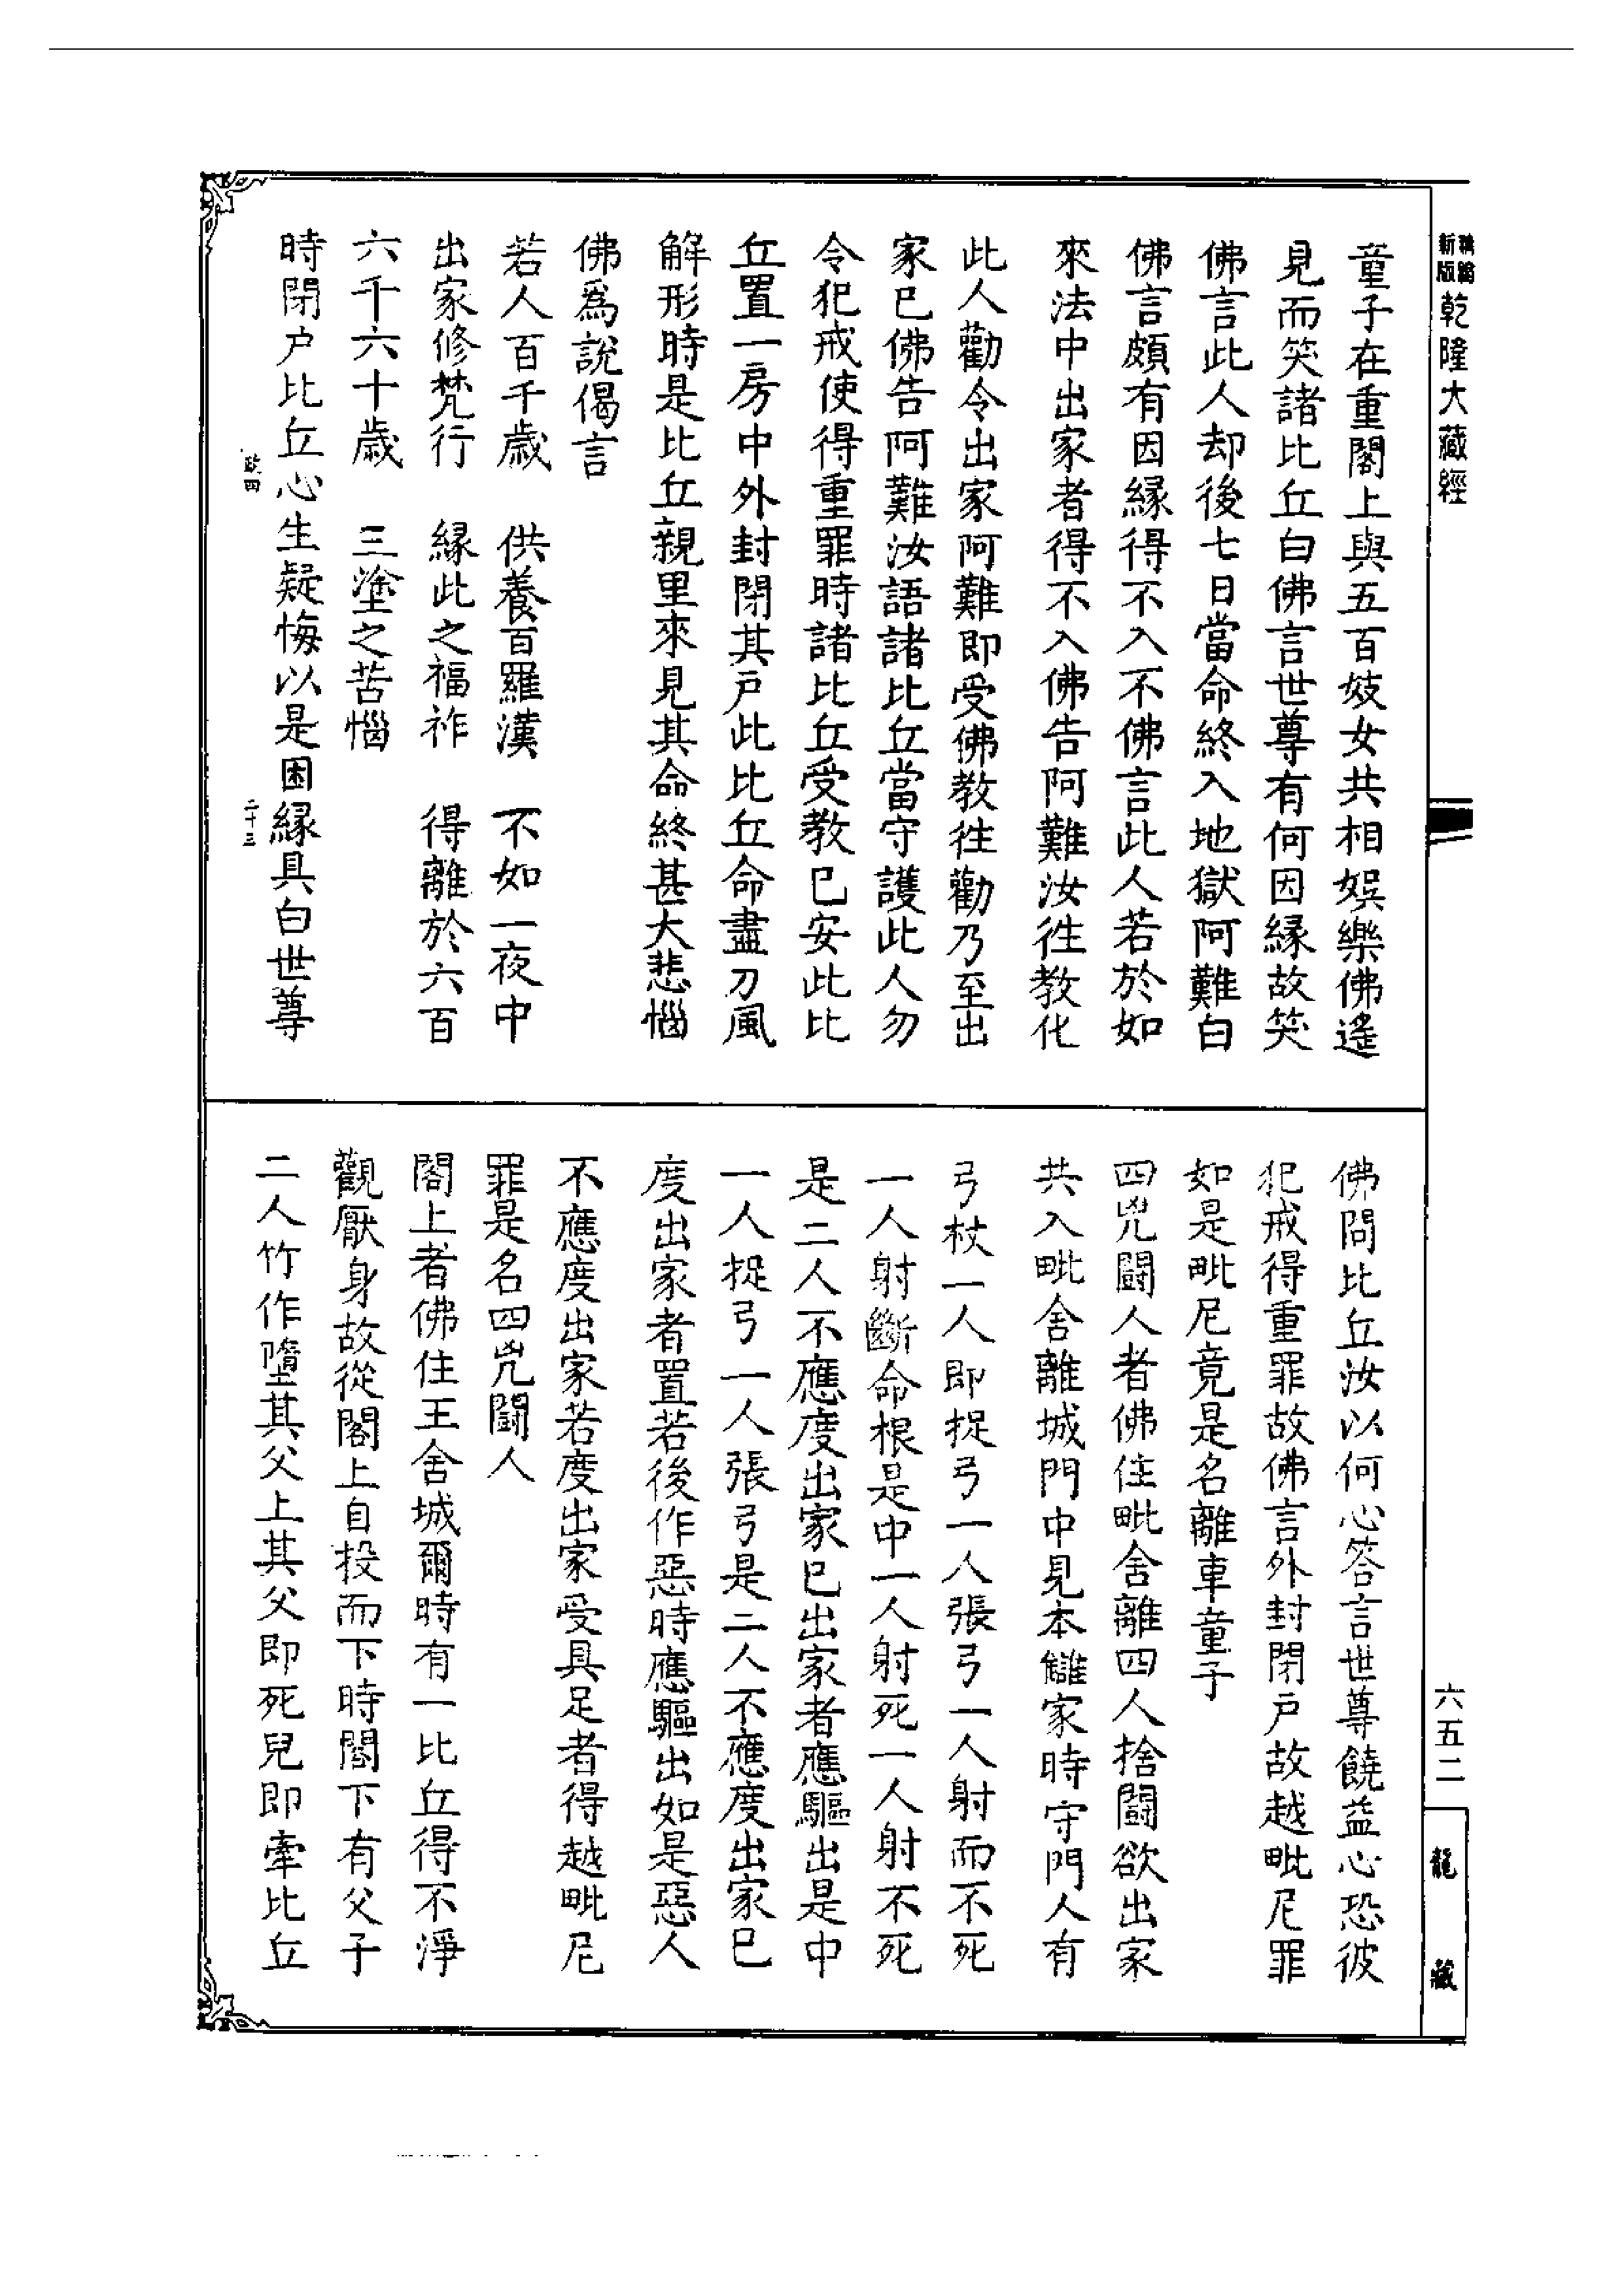 乾隆大藏經
童子在重閣上與五百妓女共相娛樂佛遙
見而笑諸比丘白佛言世尊有何因緣故笑
佛言此人却後七日當命終入地獄阿難白
佛言頗有因緣得不入不佛言此人若於如
來法中出家者得不入佛告阿難汝徃教化
此人勸令出家阿難即受佛教徃勸乃至出
家已佛告阿難汝語諸比丘當守護此人勿
令犯戒使得重罪時諸比丘受教已安此比
丘置一房中外封閉其戶此比丘命盡刀風
解形時是比丘親里來見其命終甚大悲惱
佛爲說偈言
若人百千歲 供養百羅漢 不如一夜中
出家修梵行 緣此之福祚 得離於六百
六千六十歲 三塗之苦惱
時閉戶比丘心生疑悔以是因緣具白世尊
二十三
佛問比丘汝以何心答言世尊饒益心恐彼
犯戒得重罪故佛言外封閉戶故越毗尼罪
如是毗尼竟是名離車童子
四兇鬭人者佛住毗舍離四人捨鬭欲出家
共入毗舍離城門中見本讎家時守門人有
弓杖一人即捉弓一人張弓一人射而不死
一人射斷命根是中一人射死一人射不死
是二人不應度出家已出家者應驅出是中
一人捉弓一人張弓是二人不應度出家已
度出家者置若後作惡時應驅出如是惡人
不應度出家若度出家受具足者得越毗尼
罪是名四兇鬭人
閣上者佛住王舍城爾時有一比丘得不淨
觀厭身故從閣上自投而下時閣下有父子
二人竹作墮其父上其父即死兒即牽比丘
六五二
龍藏